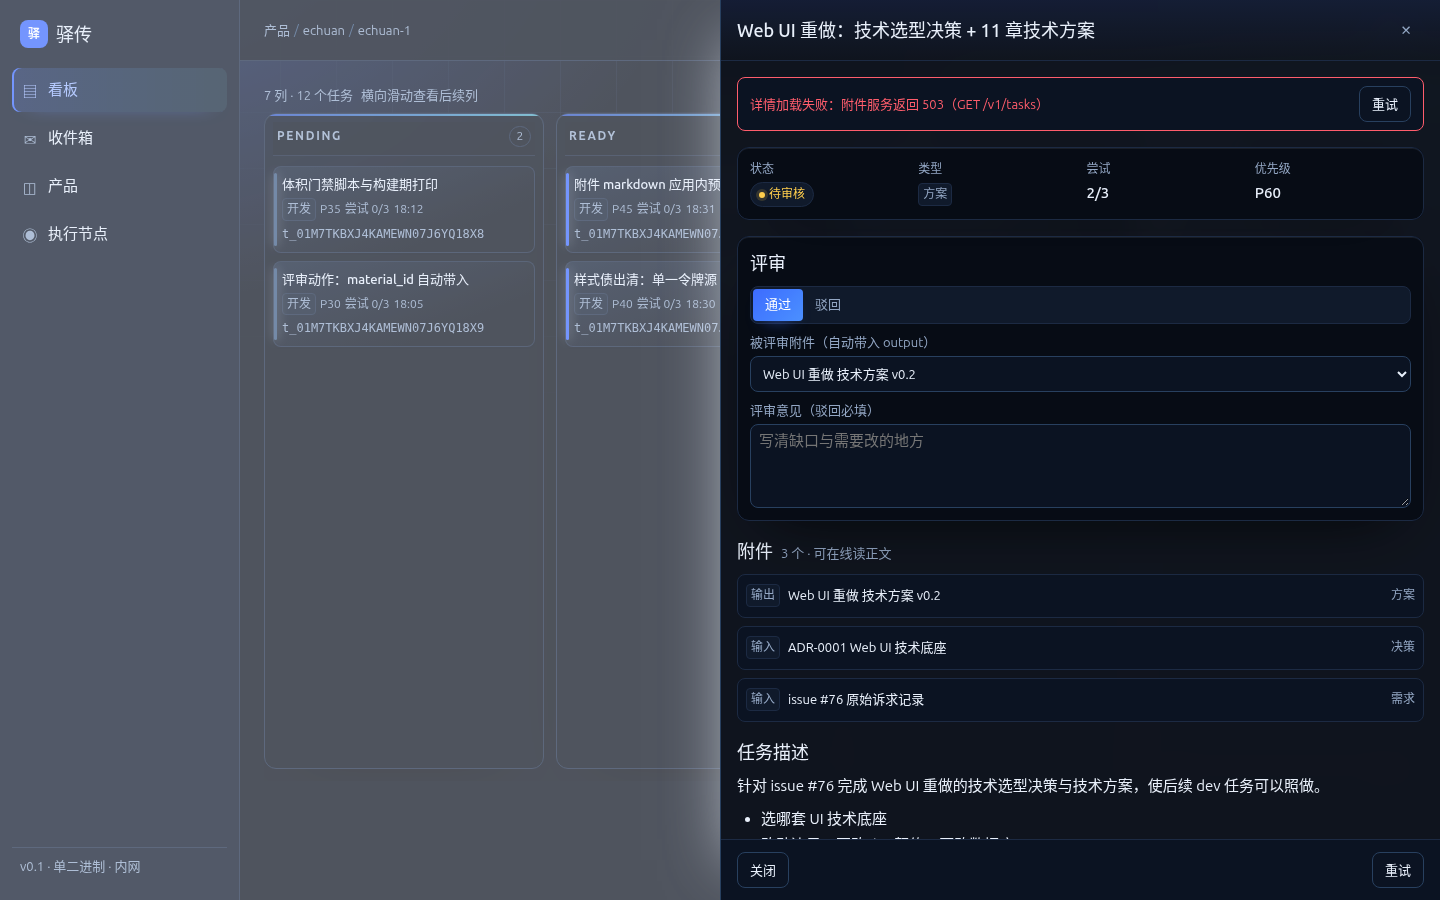 驿 驿传
看板
收件箱
产品
执行节点
v0.1 · 单二进制 · 内网
产品 / echuan / echuan-1
7 列 · 12 个任务 横向滑动查看后续列
PENDING 2
体积门禁脚本与构建期打印
开发 P35 尝试 0/3 18:12
t_01M7TKBXJ4KAMEWN07J6YQ18X8
评审动作：material_id 自动带入
开发 P30 尝试 0/3 18:05
t_01M7TKBXJ4KAMEWN07J6YQ18X9
READY
附件 markdown 应用内预
开发 P45 尝试 0/3 18:31
t_01M7TKBXJ4KAMEWN07
样式债出清：单一令牌源
开发 P40 尝试 0/3 18:30
t_01M7TKBXJ4KAMEWN07
Web UI 重做：技术选型决策 + 11 章技术方案 ×
详情加载失败：附件服务返回 503（GET /v1/tasks） 重试
状态 类型 尝试 优先级
待审核 方案 2/3 P60
评审
通过 驳回
被评审附件（自动带入 output）
Web UI 重做 技术方案 v0.2
评审意见（驳回必填）
写清缺口与需要改的地方
附件 3 个 · 可在线读正文
输出 Web UI 重做 技术方案 v0.2 方案
输入 ADR-0001 Web UI 技术底座 决策
输入 issue #76 原始诉求记录 需求
任务描述
针对 issue #76 完成 Web UI 重做的技术选型决策与技术方案，使后续 dev 任务可以照做。
• 选哪套 UI 技术底座
关闭 重试